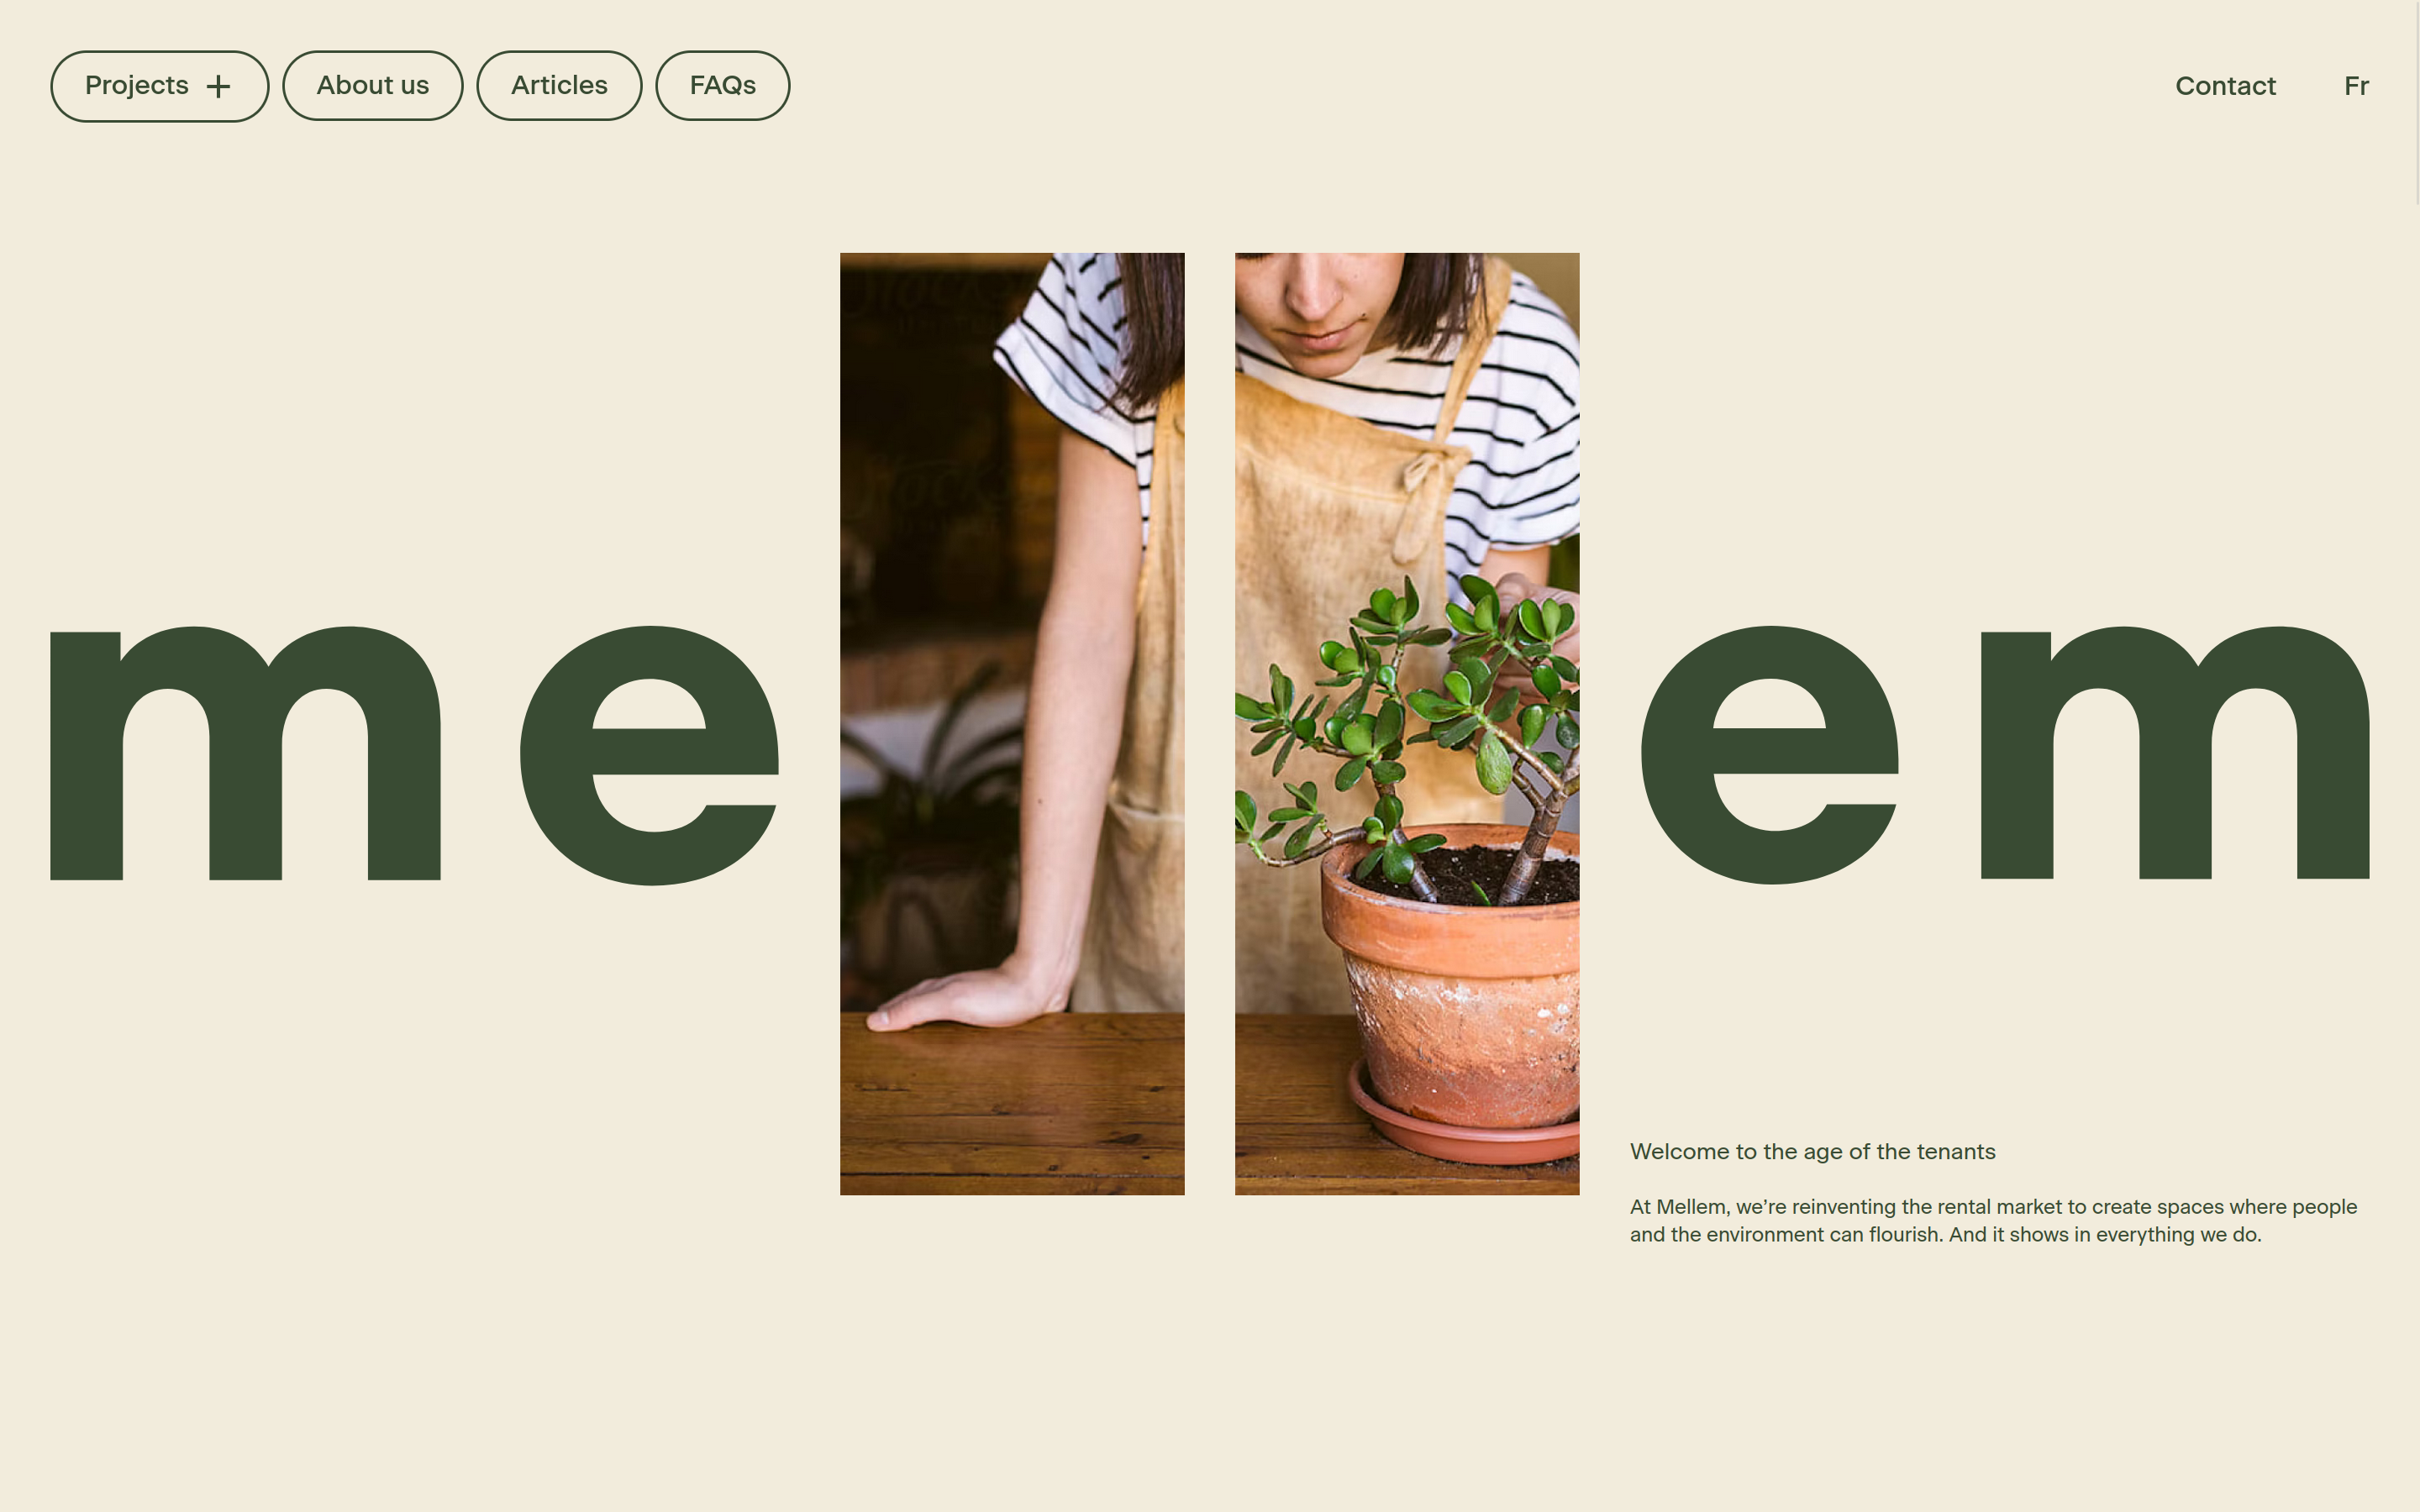 Projects +
About us
Articles
FAQs
Contact
Fr
me em
Welcome to the age of the tenants
At Mellem, we’re reinventing the rental market to create spaces where people
and the environment can flourish. And it shows in everything we do.